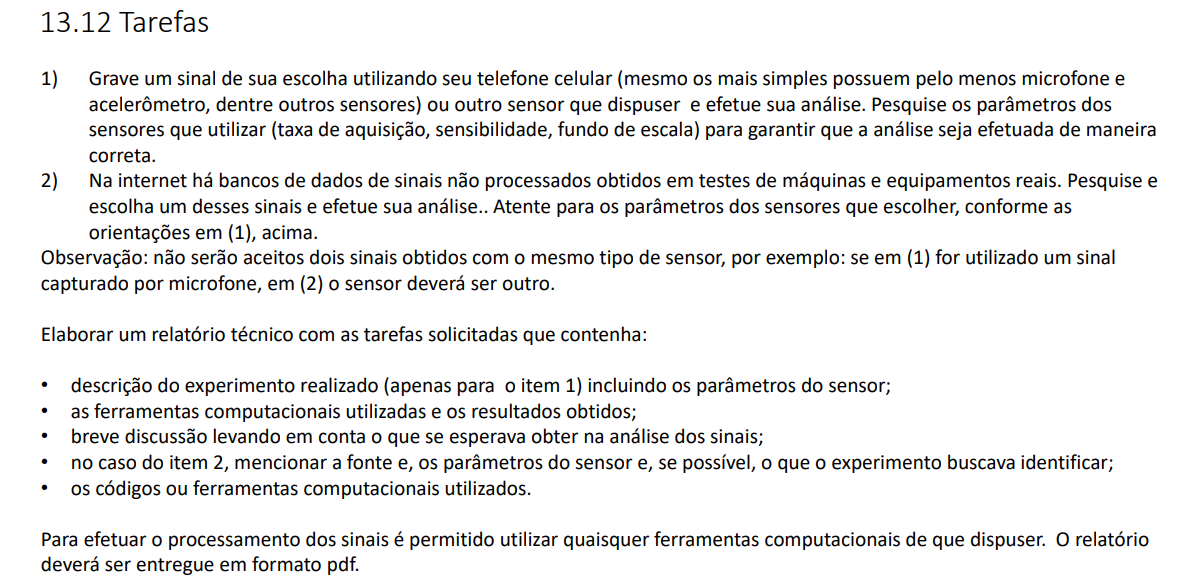 13.12 Tarefas
1) Grave um sinal de sua escolha utilizando seu telefone celular (mesmo os mais simples possuem pelo menos microfone e
acelerômetro, dentre outros sensores) ou outro sensor que dispuser e efetue sua análise. Pesquise os parâmetros dos
sensores que utilizar (taxa de aquisição, sensibilidade, fundo de escala) para garantir que a análise seja efetuada de maneira
correta.
2) Na internet há bancos de dados de sinais não processados obtidos em testes de máquinas e equipamentos reais. Pesquise e
escolha um desses sinais e efetue sua análise.. Atente para os parâmetros dos sensores que escolher, conforme as
orientações em (1), acima.
Observação: não serão aceitos dois sinais obtidos com o mesmo tipo de sensor, por exemplo: se em (1) for utilizado um sinal
capturado por microfone, em (2) o sensor deverá ser outro.
Elaborar um relatório técnico com as tarefas solicitadas que contenha:
• descrição do experimento realizado (apenas para o item 1) incluindo os parâmetros do sensor;
• as ferramentas computacionais utilizadas e os resultados obtidos;
• breve discussão levando em conta o que se esperava obter na análise dos sinais;
• no caso do item 2, mencionar a fonte e, os parâmetros do sensor e, se possível, o que o experimento buscava identificar;
• os códigos ou ferramentas computacionais utilizados.
Para efetuar o processamento dos sinais é permitido utilizar quaisquer ferramentas computacionais de que dispuser. O relatório
deverá ser entregue em formato pdf.